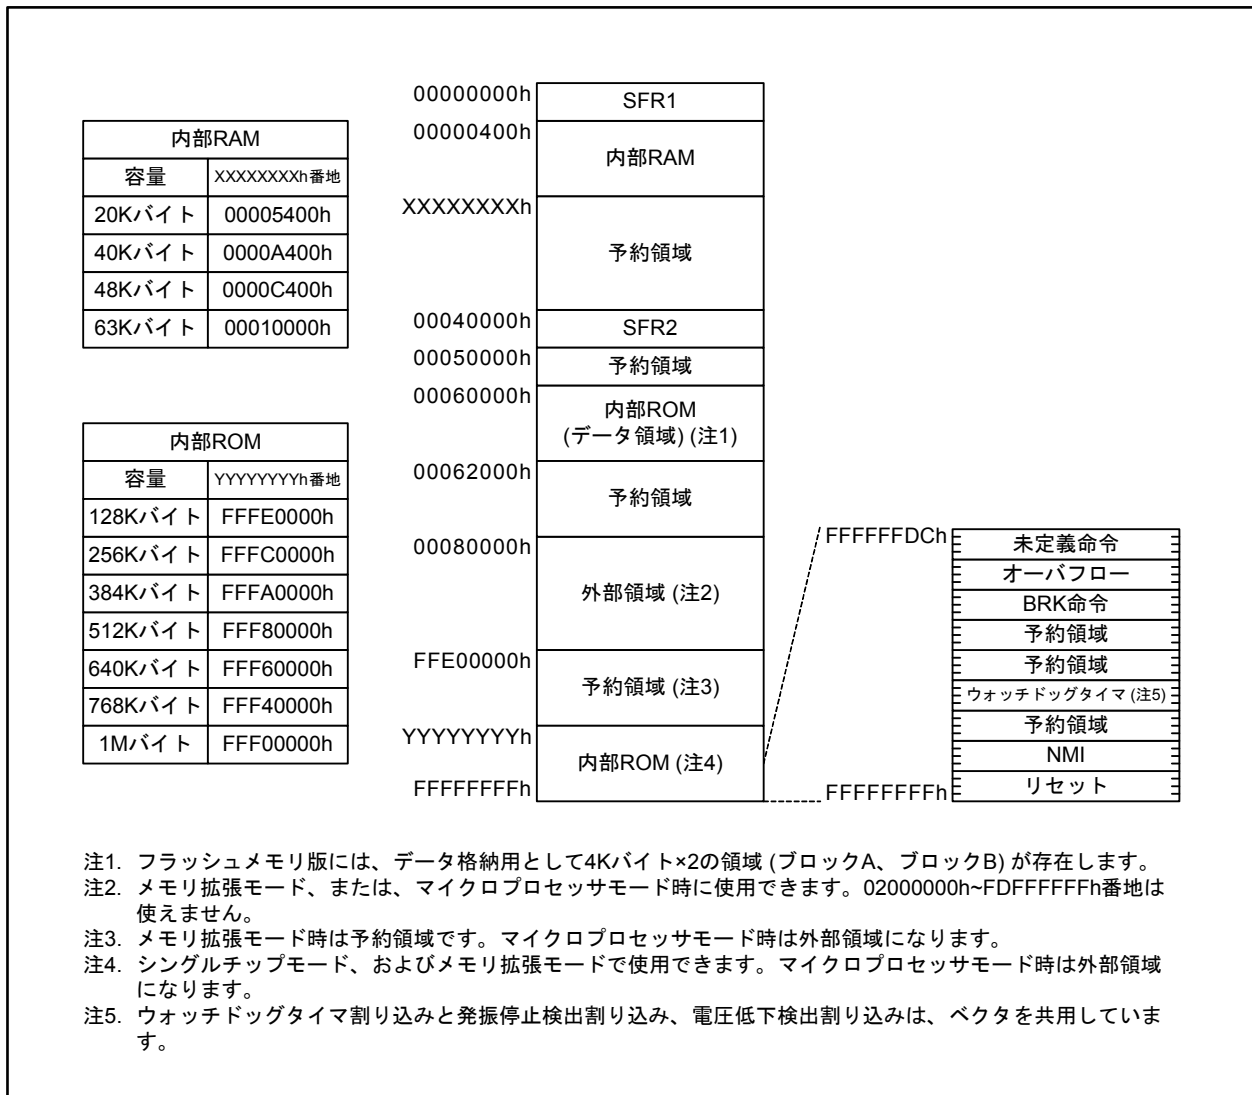 内部RAM
容量 XXXXXXXXh番地
20Kバイト 00005400h
40Kバイト 0000A400h
48Kバイト 0000C400h
63Kバイト 00010000h
内部ROM
容量 YYYYYYYYh番地
128Kバイト FFFE0000h
256Kバイト FFFC0000h
384Kバイト FFFA0000h
512Kバイト FFF80000h
640Kバイト FFF60000h
768Kバイト FFF40000h
1Mバイト FFF00000h
00000000h
SFR1
00000400h
内部RAM
XXXXXXXXh
予約領域
00040000h
SFR2
00050000h
予約領域
00060000h
内部ROM
(データ領域) (注1)
00062000h
予約領域
00080000h
外部領域 (注2)
FFE00000h
予約領域 (注3)
YYYYYYYYh
内部ROM (注4)
FFFFFFFFh
FFFFFFDCh
未定義命令
オーバフロー
BRK命令
予約領域
予約領域
ウォッチドッグタイマ (注5)
予約領域
NMI
リセット
FFFFFFFFh
注1. フラッシュメモリ版には、データ格納用として4Kバイト×2の領域 (ブロックA、ブロックB) が存在します。
注2. メモリ拡張モード、または、マイクロプロセッサモード時に使用できます。02000000h~FDFFFFFFh番地は
使えません。
注3. メモリ拡張モード時は予約領域です。マイクロプロセッサモード時は外部領域になります。
注4. シングルチップモード、およびメモリ拡張モードで使用できます。マイクロプロセッサモード時は外部領域
になります。
注5. ウォッチドッグタイマ割り込みと発振停止検出割り込み、電圧低下検出割り込みは、ベクタを共用していま
す。